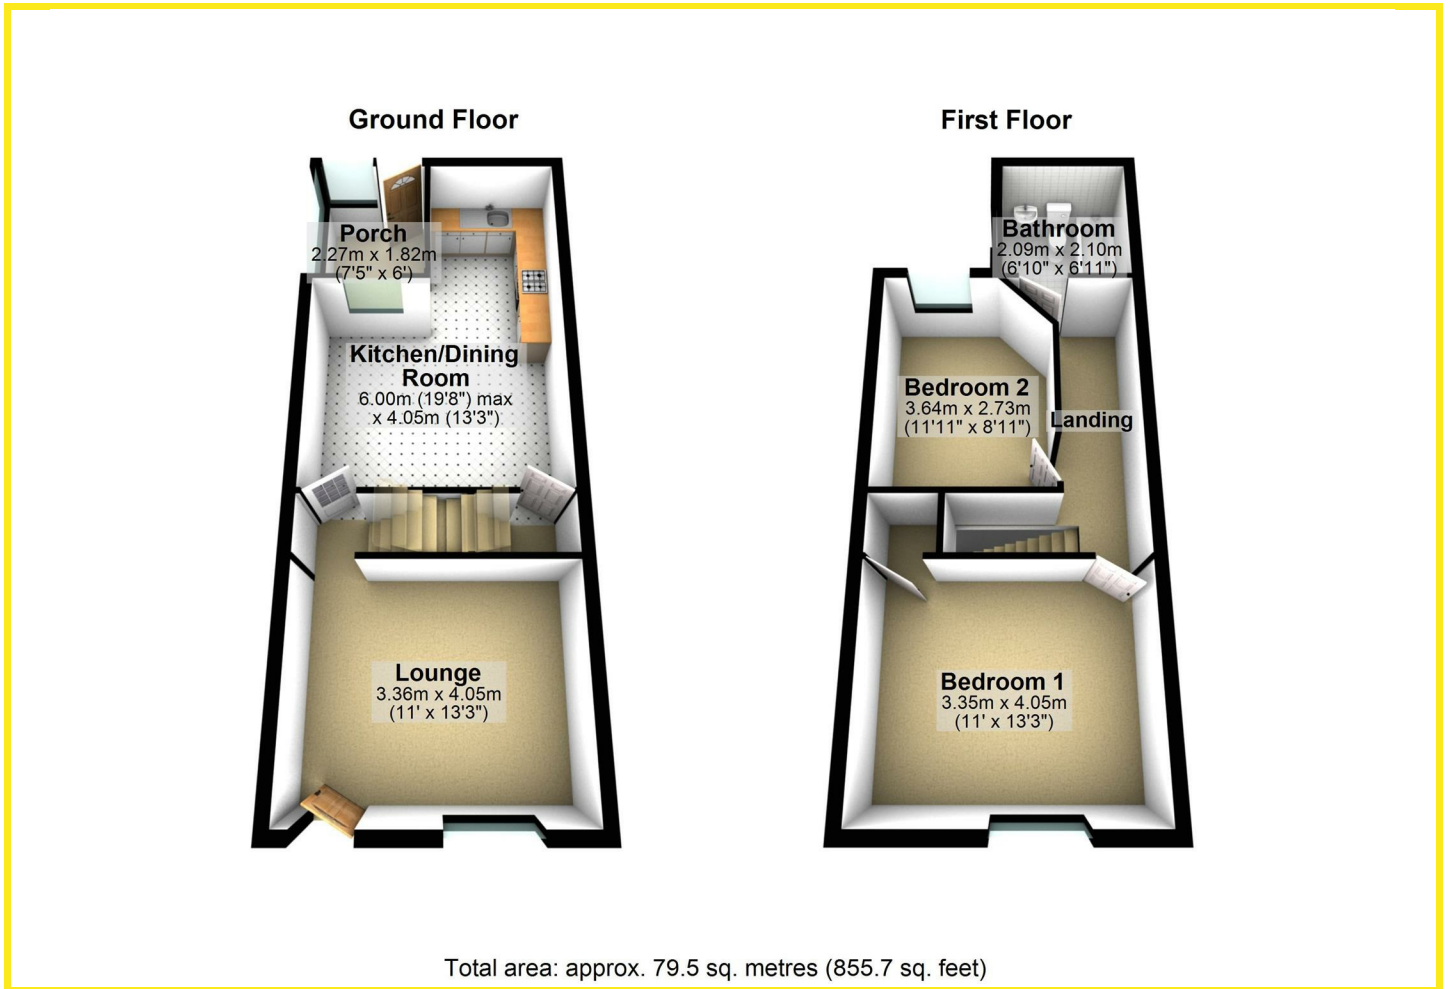 Ground Floor
Porch
2.27m x 1.82m
(7'5" x 6')
Kitchen/Dining
Room
6.00m (19'8") max
x 4.05m (13'3")
Lounge
3.36m x 4.05m
(11' x 13'3")
First Floor
Bathroom
2.09m x 2.10m
(6'10" x 6'11")
Bedroom 2
3.64m x 2.73m
(11'11" x 8'11")
Landing
Bedroom 1
3.35m x 4.05m
(11' x 13'3")
Total area: approx. 79.5 sq. metres (855.7 sq. feet)